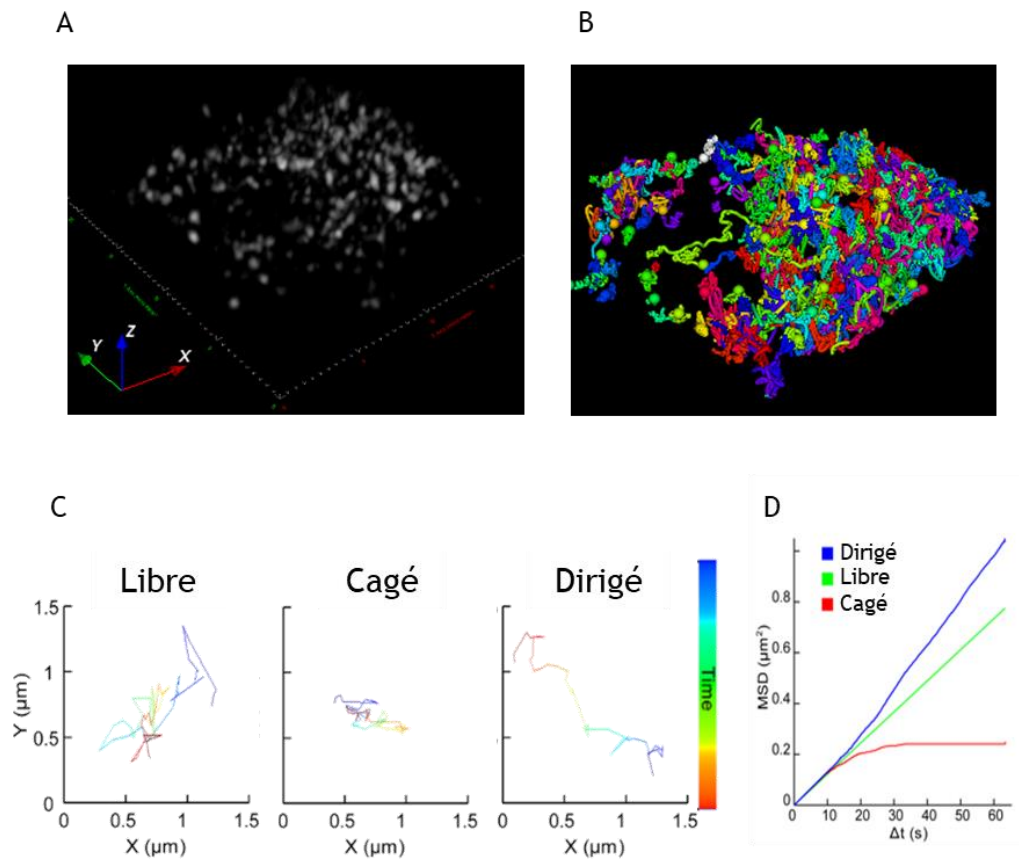 A
B
Z
Y
X
C
D
Libre
Cagé
Dirigé
1.5
1
0.5
0
Y (µm)
0 0.5 1 1.5
X (µm)
0 0.5 1 1.5
X (µm)
0 0.5 1 1.5
X (µm)
Time
Dirigé
Libre
Cagé
0.8
0.6
0.4
0.2
0
MSD (µm²)
0 10 20 30 40 50 60
Δt (s)